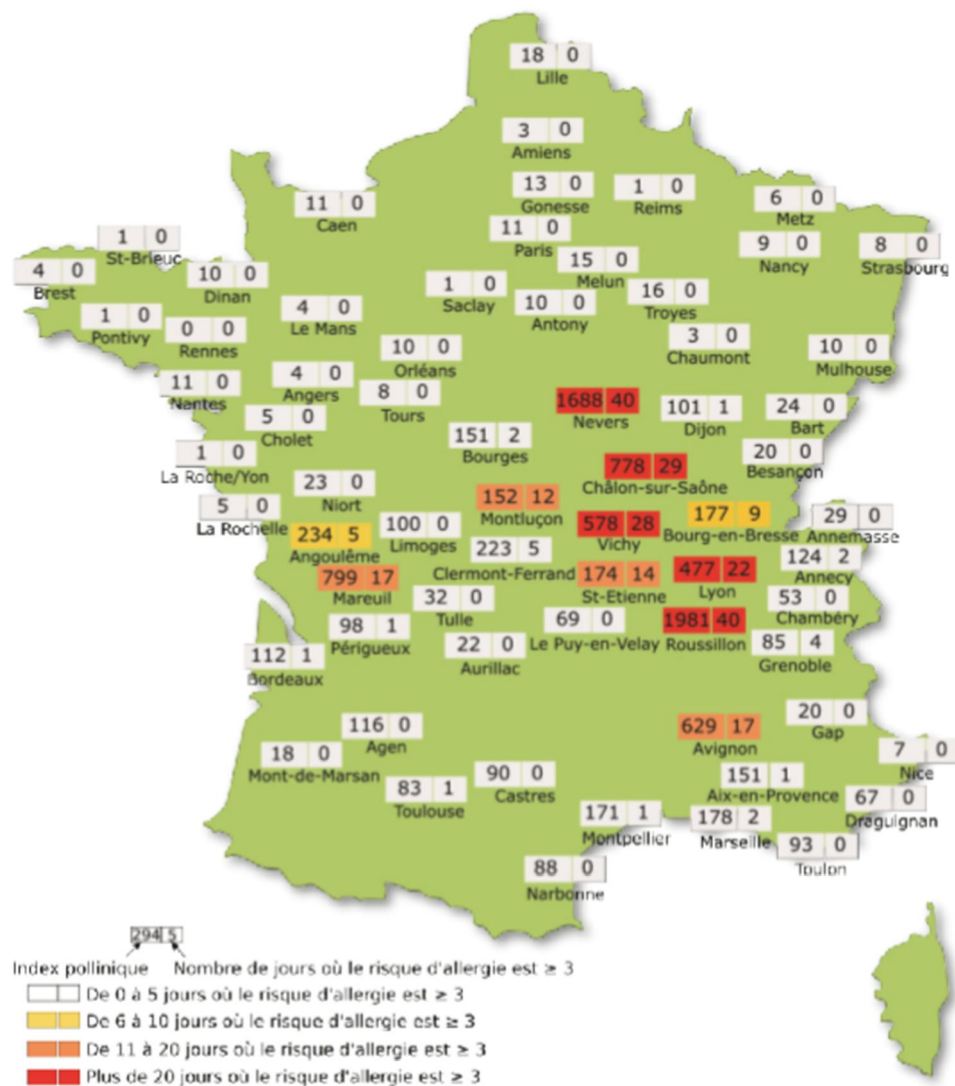 18 0
Lille
3 0
Amiens
13 0
Gonesse
1 0
Reims
6 0
Metz
11 0
Caen
11 0
Paris
9 0
Nancy
8 0
Strasbourg
1 0
St-Brieuc
4 0
Brest
10 0
Dinan
15 0
Melun
1 0
Saclay
16 0
Troyes
10 0
Antony
4 0
Le Mans
1 0
Pontivy
0 0
Rennes
3 0
Chaumont
10 0
Mulhouse
10 0
Orléans
11 0
Nantes
4 0
Angers
8 0
Tours
1688 40
Nevers
101 1
Dijon
24 0
Bart
5 0
Cholet
151 2
Bourges
20 0
Besançon
1 0
La Roche/Yon
778 29
Châlon-sur-Saône
23 0
Niort
152 12
Montluçon
5 0
La Rochelle
177 9
Bourg-en-Bresse
29 0
Annemasse
234 5
Angoulême
100 0
Limoges
578 28
Vichy
223 5
Clermont-Ferrand
124 2
Annecy
799 17
Mareuil
174 14
St-Etienne
477 22
Lyon
32 0
Tulle
53 0
Chambéry
98 1
Périgueux
69 0
Le Puy-en-Velay
1981 40
Roussillon
85 4
Grenoble
22 0
Aurillac
112 1
Bordeaux
116 0
Agen
629 17
Avignon
20 0
Gap
18 0
Mont-de-Marsan
7 0
Nice
83 1
Toulouse
90 0
Castres
151 1
Aix-en-Provence
67 0
Draguignan
171 1
Montpellier
178 2
Marseille
93 0
Toulon
88 0
Narbonne
294 5
Index pollinique Nombre de jours où le risque d'allergie est ≥ 3
De 0 à 5 jours où le risque d'allergie est ≥ 3
De 6 à 10 jours où le risque d'allergie est ≥ 3
De 11 à 20 jours où le risque d'allergie est ≥ 3
Plus de 20 jours où le risque d'allergie est ≥ 3